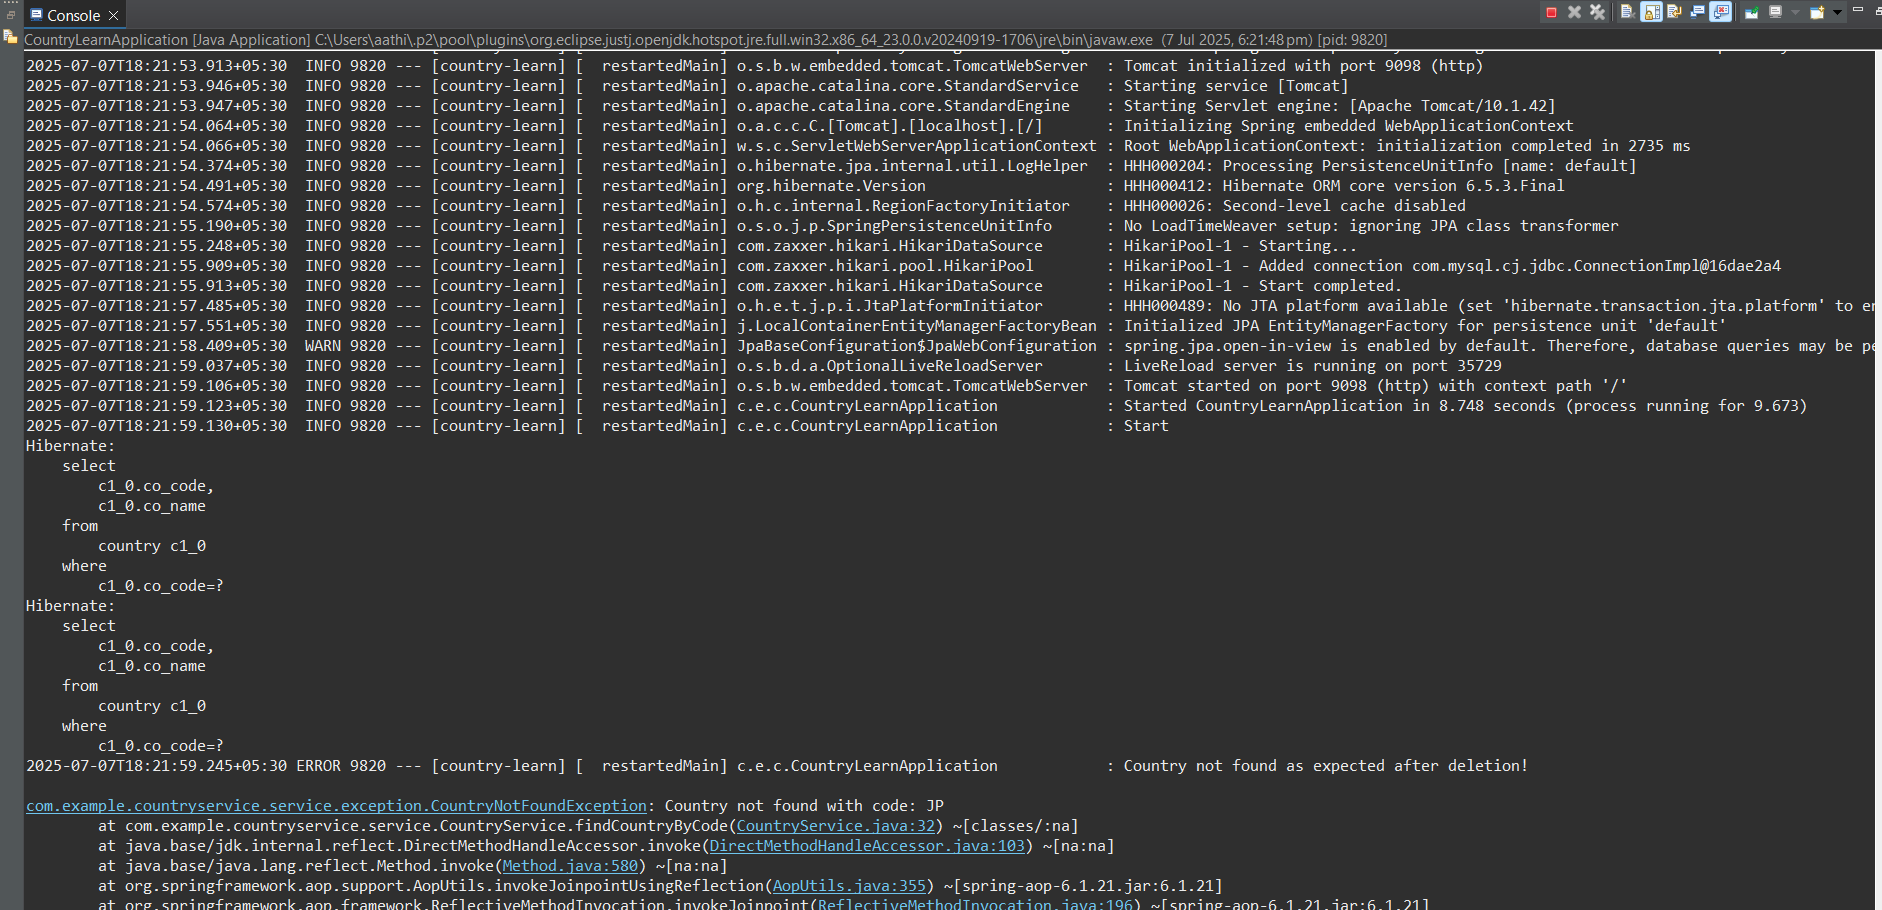 Console
CountryLearnApplication [Java Application] C:\Users\aathi\.p2\pool\plugins\org.eclipse.justj.openjdk.hotspot.jre.full.win32.x86_64_23.0.0.v20240919-1706\jre\bin\javaw.exe (7 Jul 2025, 6:21:48 pm) [pid: 9820]
2025-07-07T18:21:53.913+05:30  INFO 9820 --- [country-learn] [  restartedMain] o.s.b.w.embedded.tomcat.TomcatWebServer  : Tomcat initialized with port 9098 (http)
2025-07-07T18:21:53.946+05:30  INFO 9820 --- [country-learn] [  restartedMain] o.apache.catalina.core.StandardService   : Starting service [Tomcat]
2025-07-07T18:21:53.947+05:30  INFO 9820 --- [country-learn] [  restartedMain] o.apache.catalina.core.StandardEngine    : Starting Servlet engine: [Apache Tomcat/10.1.42]
2025-07-07T18:21:54.064+05:30  INFO 9820 --- [country-learn] [  restartedMain] o.a.c.c.C.[Tomcat].[localhost].[/]       : Initializing Spring embedded WebApplicationContext
2025-07-07T18:21:54.066+05:30  INFO 9820 --- [country-learn] [  restartedMain] w.s.c.ServletWebServerApplicationContext : Root WebApplicationContext: initialization completed in 2735 ms
2025-07-07T18:21:54.374+05:30  INFO 9820 --- [country-learn] [  restartedMain] o.hibernate.jpa.internal.util.LogHelper  : HHH000204: Processing PersistenceUnitInfo [name: default]
2025-07-07T18:21:54.491+05:30  INFO 9820 --- [country-learn] [  restartedMain] org.hibernate.Version                    : HHH000412: Hibernate ORM core version 6.5.3.Final
2025-07-07T18:21:54.574+05:30  INFO 9820 --- [country-learn] [  restartedMain] o.h.c.internal.RegionFactoryInitiator    : HHH000026: Second-level cache disabled
2025-07-07T18:21:55.190+05:30  INFO 9820 --- [country-learn] [  restartedMain] o.s.o.j.p.SpringPersistenceUnitInfo      : No LoadTimeWeaver setup: ignoring JPA class transformer
2025-07-07T18:21:55.248+05:30  INFO 9820 --- [country-learn] [  restartedMain] com.zaxxer.hikari.HikariDataSource       : HikariPool-1 - Starting...
2025-07-07T18:21:55.909+05:30  INFO 9820 --- [country-learn] [  restartedMain] com.zaxxer.hikari.pool.HikariPool        : HikariPool-1 - Added connection com.mysql.cj.jdbc.ConnectionImpl@16dae2a4
2025-07-07T18:21:55.913+05:30  INFO 9820 --- [country-learn] [  restartedMain] com.zaxxer.hikari.HikariDataSource       : HikariPool-1 - Start completed.
2025-07-07T18:21:57.485+05:30  INFO 9820 --- [country-learn] [  restartedMain] o.h.e.t.j.p.i.JtaPlatformInitiator       : HHH000489: No JTA platform available (set 'hibernate.transaction.jta.platform' to en
2025-07-07T18:21:57.551+05:30  INFO 9820 --- [country-learn] [  restartedMain] j.LocalContainerEntityManagerFactoryBean : Initialized JPA EntityManagerFactory for persistence unit 'default'
2025-07-07T18:21:58.409+05:30  WARN 9820 --- [country-learn] [  restartedMain] JpaBaseConfiguration$JpaWebConfiguration : spring.jpa.open-in-view is enabled by default. Therefore, database queries may be pe
2025-07-07T18:21:59.037+05:30  INFO 9820 --- [country-learn] [  restartedMain] o.s.b.d.a.OptionalLiveReloadServer       : LiveReload server is running on port 35729
2025-07-07T18:21:59.106+05:30  INFO 9820 --- [country-learn] [  restartedMain] o.s.b.w.embedded.tomcat.TomcatWebServer  : Tomcat started on port 9098 (http) with context path '/'
2025-07-07T18:21:59.123+05:30  INFO 9820 --- [country-learn] [  restartedMain] c.e.c.CountryLearnApplication            : Started CountryLearnApplication in 8.748 seconds (process running for 9.673)
2025-07-07T18:21:59.130+05:30  INFO 9820 --- [country-learn] [  restartedMain] c.e.c.CountryLearnApplication            : Start
Hibernate:
    select
        c1_0.co_code,
        c1_0.co_name
    from
        country c1_0
    where
        c1_0.co_code=?
Hibernate:
    select
        c1_0.co_code,
        c1_0.co_name
    from
        country c1_0
    where
        c1_0.co_code=?
2025-07-07T18:21:59.245+05:30 ERROR 9820 --- [country-learn] [  restartedMain] c.e.c.CountryLearnApplication            : Country not found as expected after deletion!
com.example.countryservice.service.exception.CountryNotFoundException: Country not found with code: JP
        at com.example.countryservice.service.CountryService.findCountryByCode(CountryService.java:32) ~[classes/:na]
        at java.base/jdk.internal.reflect.DirectMethodHandleAccessor.invoke(DirectMethodHandleAccessor.java:103) ~[na:na]
        at java.base/java.lang.reflect.Method.invoke(Method.java:580) ~[na:na]
        at org.springframework.aop.support.AopUtils.invokeJoinpointUsingReflection(AopUtils.java:355) ~[spring-aop-6.1.21.jar:6.1.21]
        at org.springframework.aop.framework.ReflectiveMethodInvocation.invokeJoinpoint(ReflectiveMethodInvocation.java:196) ~[spring-aop-6.1.21.jar:6.1.21]